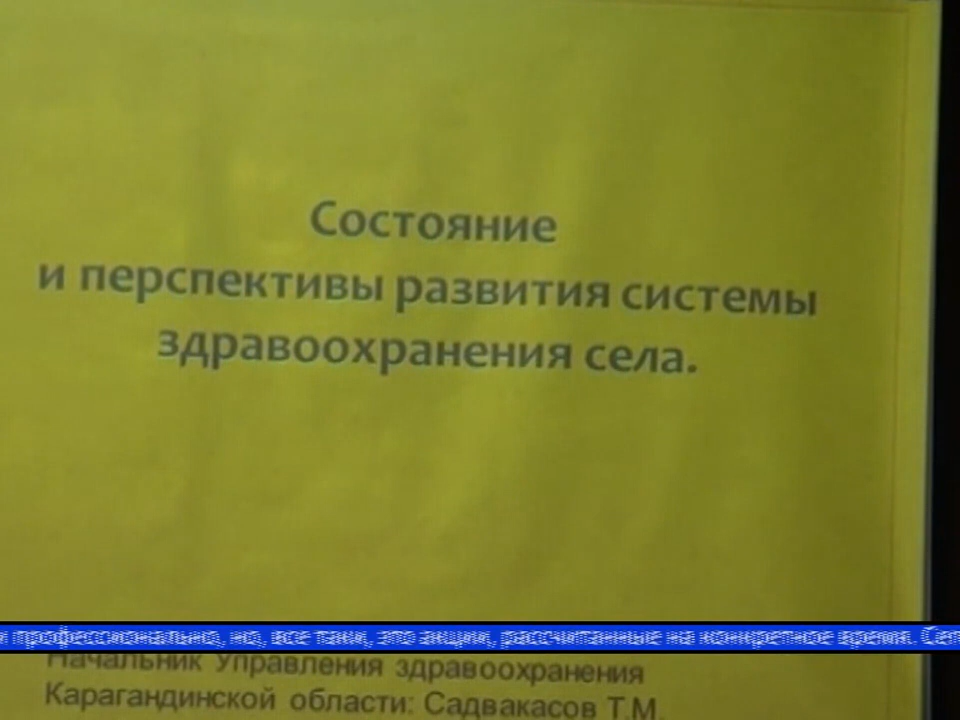 Состояние
и перспективы развития системы
здравоохранения села.
и профессионально, но, все таки, это акции, рассчитанные на конкретное время.
Начальник Управления здравоохранения
Карагандинской области: Садвакасов Т.М.